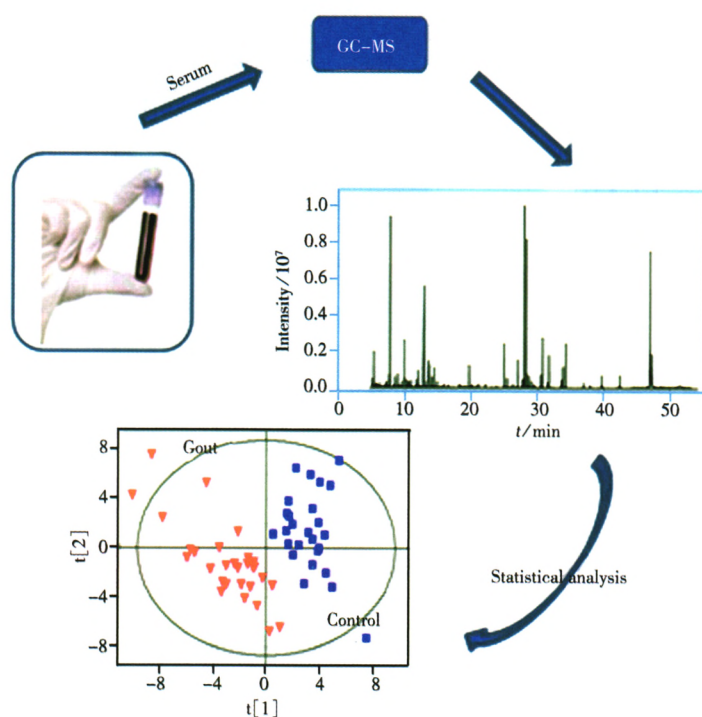 GC-MS
Serum
Intensity/10⁷
1.0
0.8
0.6
0.4
0.2
0.0
0 10 20 30 40 50
t/min
Statistical analysis
Gout
Control
t[2]
8
4
0
-4
-8
-8 -4 0 4 8
t[1]